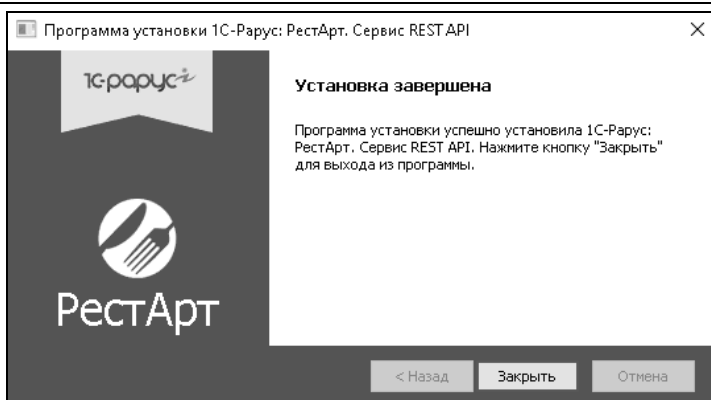 Программа установки 1С-Рарус: РестАрт. Сервис REST API
1С·рарус
Установка завершена
Программа установки успешно установила 1С-Рарус:
РестАрт. Сервис REST API. Нажмите кнопку "Закрыть"
для выхода из программы.
РестАрт
< Назад
Закрыть
Отмена